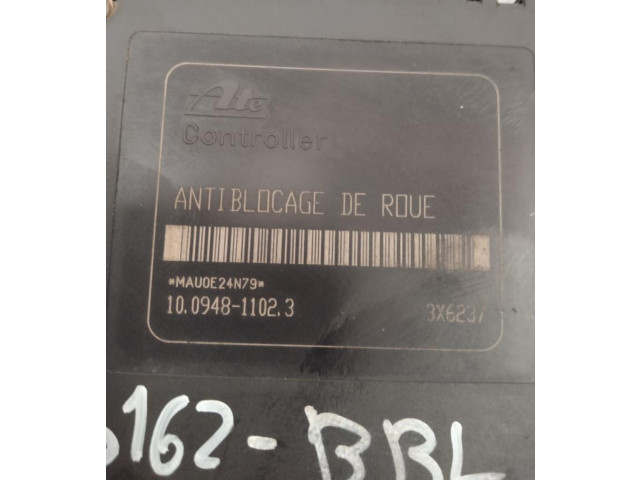 Ate
Controller
ANTIBLOCAGE DE ROUE
*MAU0E24N79*
10.0948-1102.3 3X6237
162-BBL